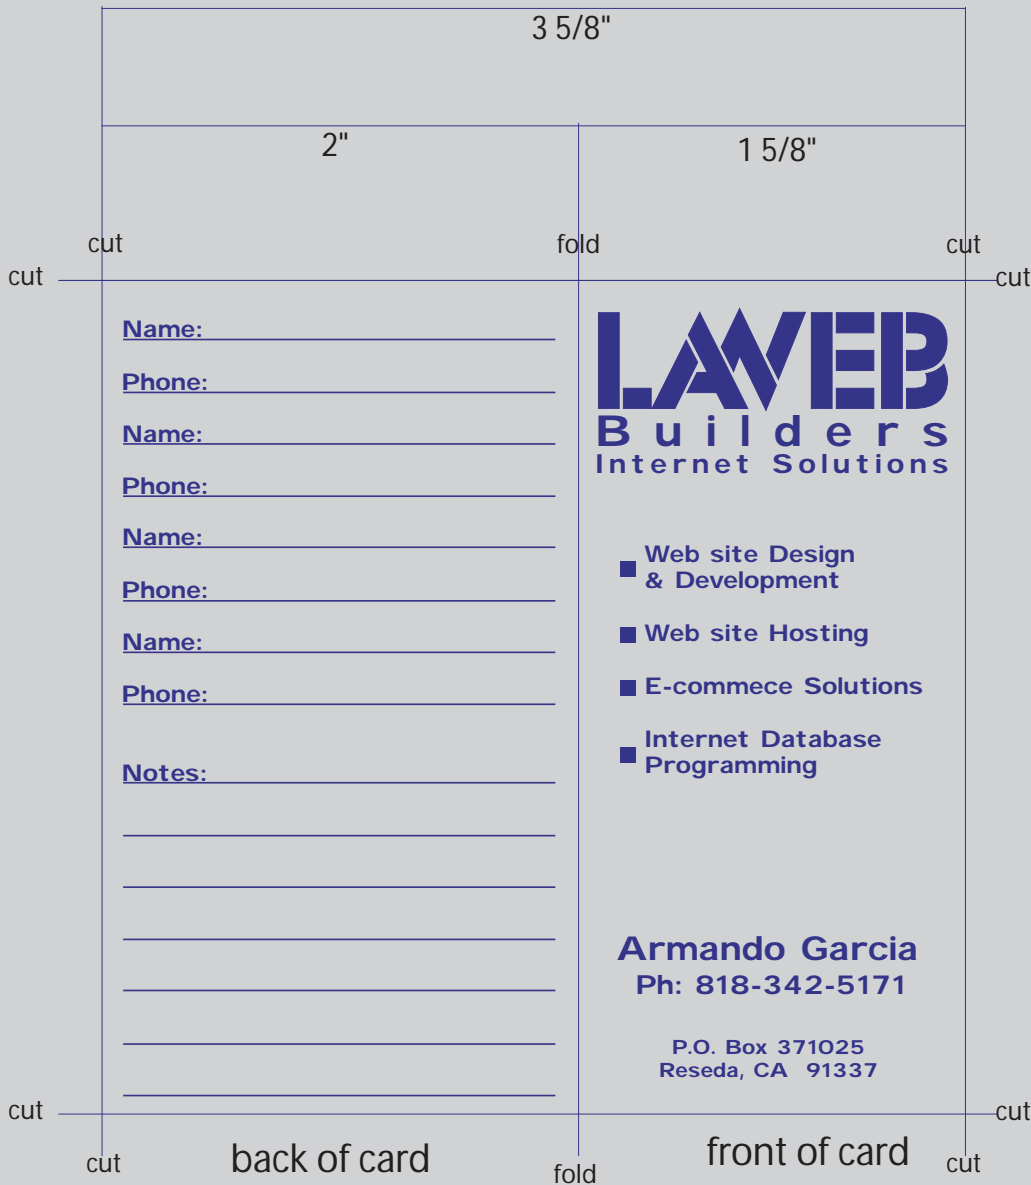 3 5/8"
2"
1 5/8"
cut
fold
cut
cut
cut
Name:
Phone:
Name:
Phone:
Name:
Phone:
Name:
Phone:
Notes:
LAWEB
Builders
Internet Solutions
Web site Design
& Development
Web site Hosting
E-commece Solutions
Internet Database
Programming
Armando Garcia
Ph: 818-342-5171
P.O. Box 371025
Reseda, CA 91337
cut
cut
cut
back of card
fold
front of card
cut